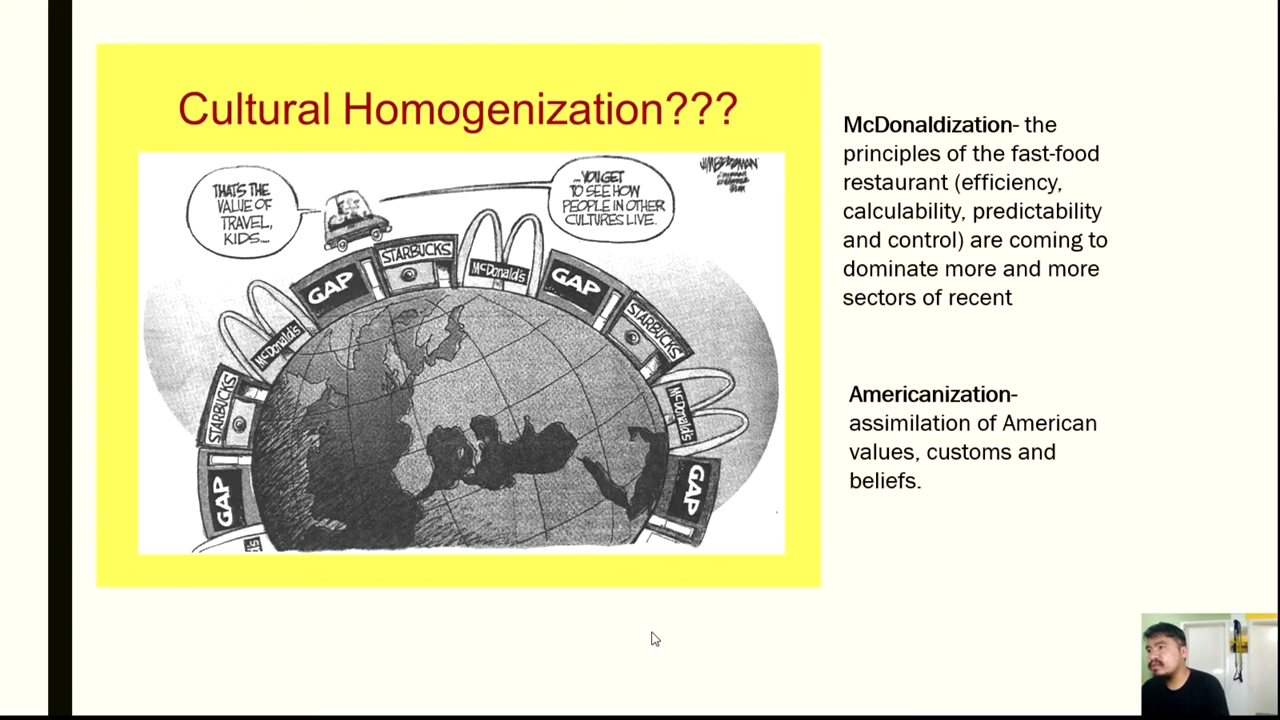 Cultural Homogenization???
THAT'S THE
VALUE OF
TRAVEL,
KIDS....
...YOU GET
TO SEE HOW
PEOPLE IN OTHER
CULTURES LIVE.
GAP
STARBUCKS
McDonald's
GAP
STARBUCKS
McDonald's
GAP
McDonald's
STARBUCKS
GAP
McDonaldization- the
principles of the fast-food
restaurant (efficiency,
calculability, predictability
and control) are coming to
dominate more and more
sectors of recent
Americanization-
assimilation of American
values, customs and
beliefs.